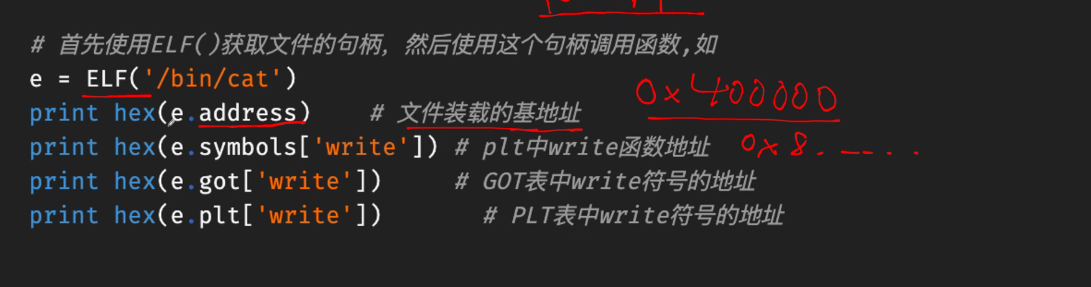 # 首先使用ELF()获取文件的句柄，然后使用这个句柄调用函数,如
e = ELF('/bin/cat')
print hex(e.address) # 文件装载的基地址 0x400000
print hex(e.symbols['write']) # plt中write函数地址 0x8.
print hex(e.got['write']) # GOT表中write符号的地址
print hex(e.plt['write']) # PLT表中write符号的地址